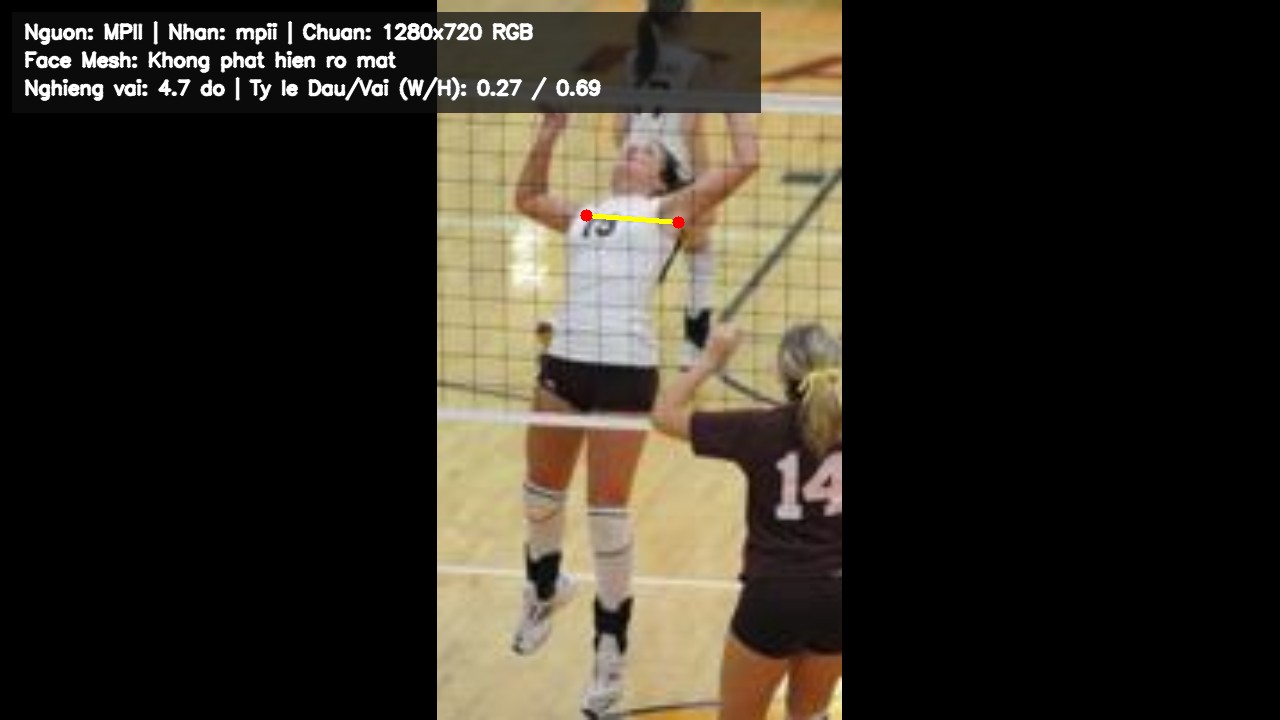 Nguon: MPII | Nhan: mpii | Chuan: 1280x720 RGB
Face Mesh: Khong phat hien ro mat
Nghieng vai: 4.7 do | Ty le Dau/Vai (W/H): 0.27 / 0.69
15
14